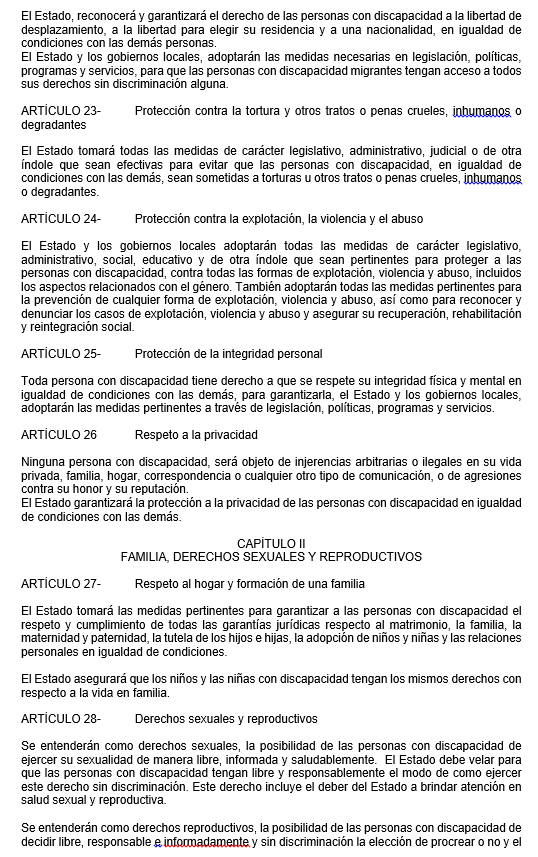 El Estado, reconocerá y garantizará el derecho de las personas con discapacidad a la libertad de
desplazamiento, a la libertad para elegir su residencia y a una nacionalidad, en igualdad de
condiciones con las demás personas.
El Estado y los gobiernos locales, adoptarán las medidas necesarias en legislación, políticas,
programas y servicios, para que las personas con discapacidad migrantes tengan acceso a todos
sus derechos sin discriminación alguna.
ARTÍCULO 23- Protección contra la tortura y otros tratos o penas crueles, inhumanos o
degradantes
El Estado tomará todas las medidas de carácter legislativo, administrativo, judicial o de otra
índole que sean efectivas para evitar que las personas con discapacidad, en igualdad de
condiciones con las demás, sean sometidas a torturas u otros tratos o penas crueles, inhumanos
o degradantes.
ARTÍCULO 24- Protección contra la explotación, la violencia y el abuso
El Estado y los gobiernos locales adoptarán todas las medidas de carácter legislativo,
administrativo, social, educativo y de otra índole que sean pertinentes para proteger a las
personas con discapacidad, contra todas las formas de explotación, violencia y abuso, incluidos
los aspectos relacionados con el género. También adoptarán todas las medidas pertinentes para
la prevención de cualquier forma de explotación, violencia y abuso, así como para reconocer y
denunciar los casos de explotación, violencia y abuso y asegurar su recuperación, rehabilitación
y reintegración social.
ARTÍCULO 25- Protección de la integridad personal
Toda persona con discapacidad tiene derecho a que se respete su integridad física y mental en
igualdad de condiciones con las demás, para garantizarla, el Estado y los gobiernos locales,
adoptarán las medidas pertinentes a través de legislación, políticas, programas y servicios.
ARTÍCULO 26 Respeto a la privacidad
Ninguna persona con discapacidad, será objeto de injerencias arbitrarias o ilegales en su vida
privada, familia, hogar, correspondencia o cualquier otro tipo de comunicación, o de agresiones
contra su honor y su reputación.
El Estado garantizará la protección a la privacidad de las personas con discapacidad en igualdad
de condiciones con las demás.
CAPÍTULO II
FAMILIA, DERECHOS SEXUALES Y REPRODUCTIVOS
ARTÍCULO 27- Respeto al hogar y formación de una familia
El Estado tomará las medidas pertinentes para garantizar a las personas con discapacidad el
respeto y cumplimiento de todas las garantías jurídicas respecto al matrimonio, la familia, la
maternidad y paternidad, la tutela de los hijos e hijas, la adopción de niños y niñas y las relaciones
personales en igualdad de condiciones.
El Estado asegurará que los niños y las niñas con discapacidad tengan los mismos derechos con
respecto a la vida en familia.
ARTÍCULO 28- Derechos sexuales y reproductivos
Se entenderán como derechos sexuales, la posibilidad de las personas con discapacidad de
ejercer su sexualidad de manera libre, informada y saludablemente. El Estado debe velar para
que las personas con discapacidad tengan libre y responsablemente el modo de como ejercer
este derecho sin discriminación. Este derecho incluye el deber del Estado a brindar atención en
salud sexual y reproductiva.
Se entenderán como derechos reproductivos, la posibilidad de las personas con discapacidad de
decidir libre, responsable e informadamente y sin discriminación la elección de procrear o no y el